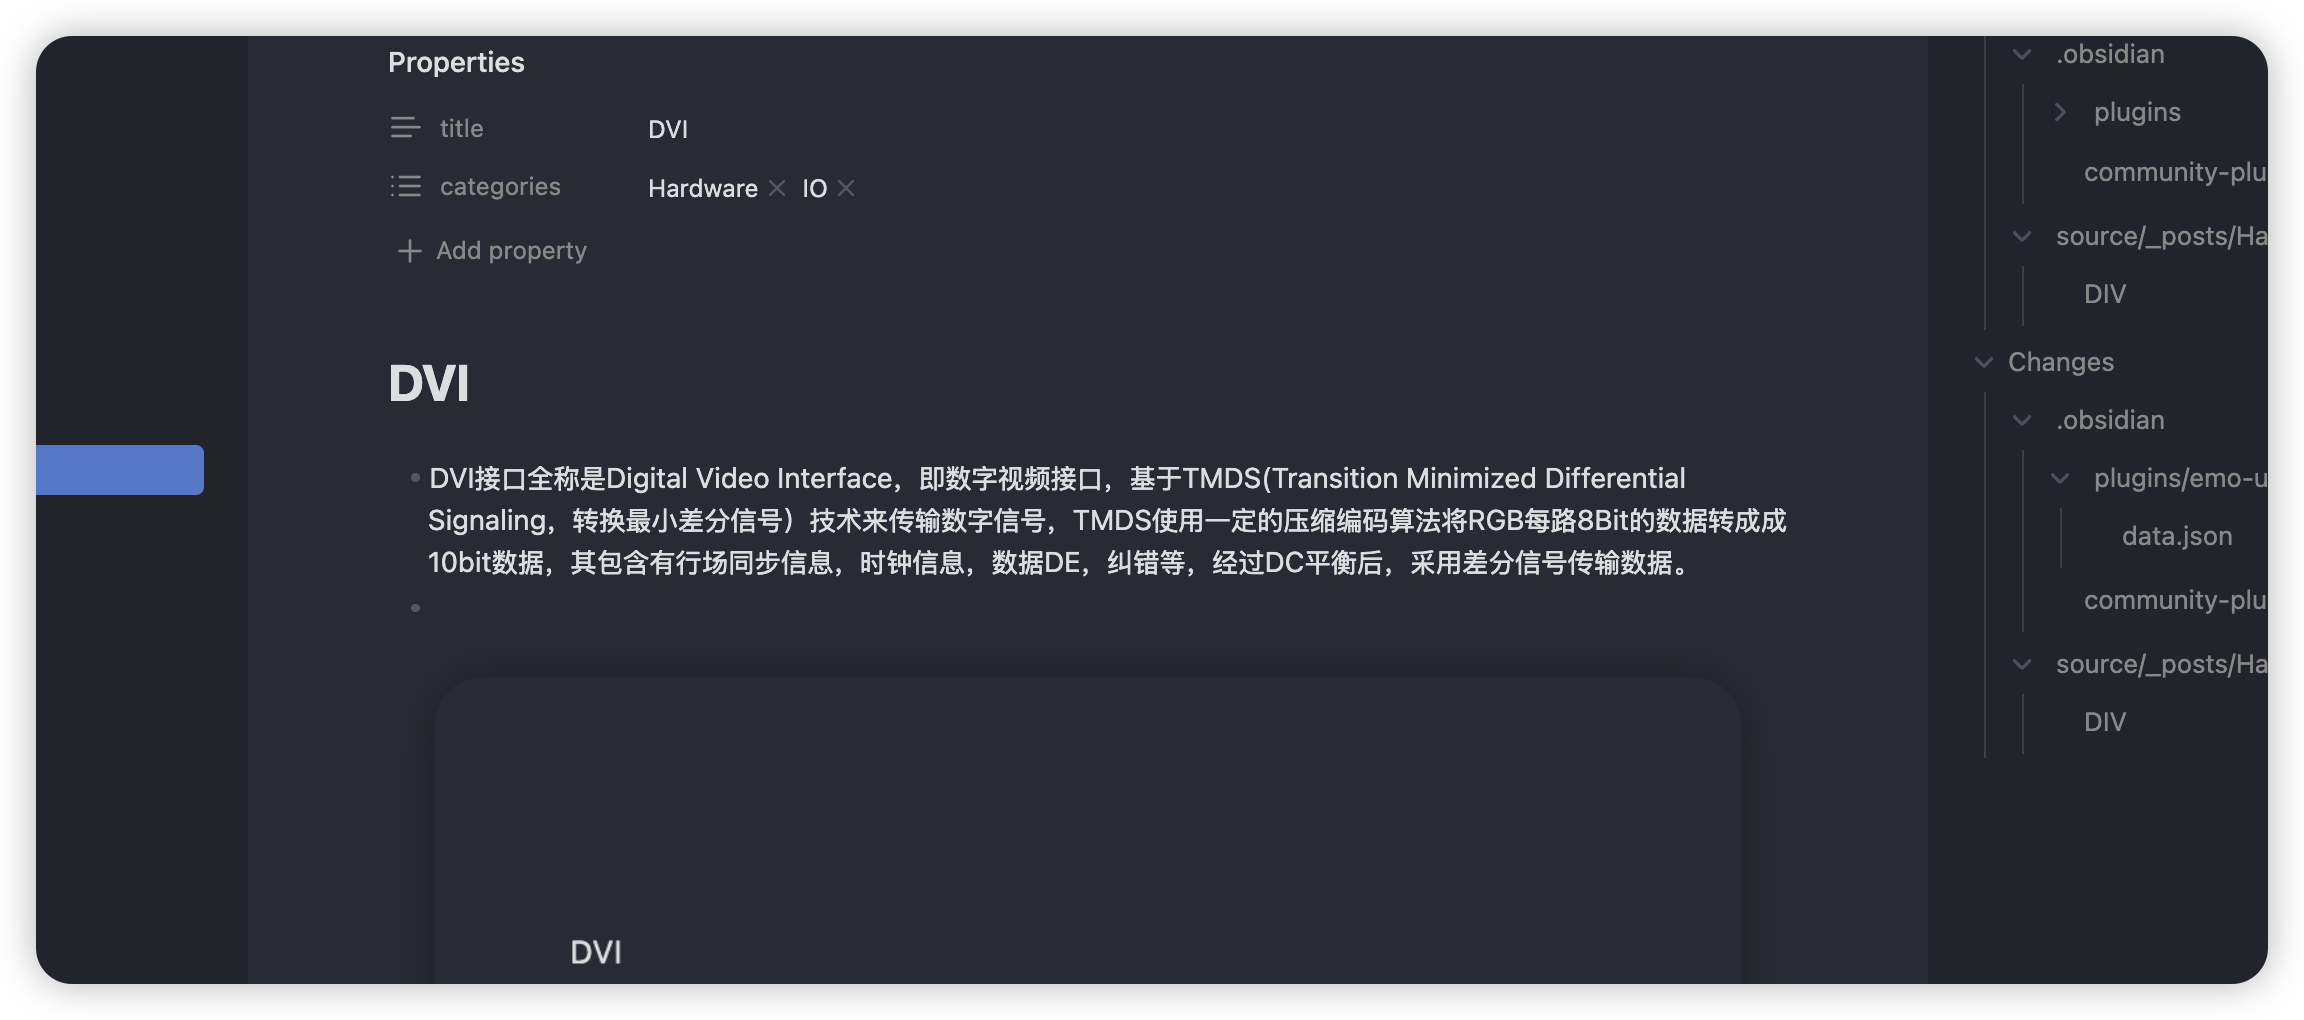 Properties
title DVI
categories Hardware IO
Add property
DVI
DVI接口全称是Digital Video Interface，即数字视频接口，基于TMDS(Transition Minimized Differential
Signaling，转换最小差分信号）技术来传输数字信号，TMDS使用一定的压缩编码算法将RGB每路8Bit的数据转成成
10bit数据，其包含有行场同步信息，时钟信息，数据DE，纠错等，经过DC平衡后，采用差分信号传输数据。
DVI
.obsidian
plugins
community-plu
source/_posts/Ha
DIV
Changes
.obsidian
plugins/emo-u
data.json
community-plu
source/_posts/Ha
DIV